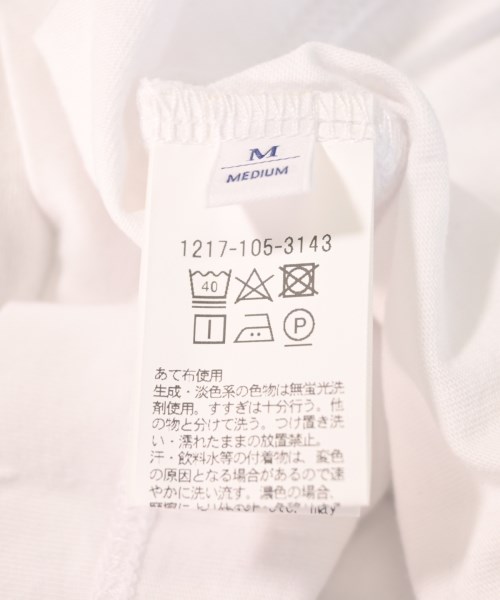 M
MEDIUM
1217-105-3143
40
P
あて布使用
生成・淡色系の色物は無蛍光洗
剤使用。すすぎは十分行う。他
の物と分けて洗う。つけ置き洗
い・濡れたままの放置禁止。
汗・飲料水等の付着物は、変色
の原因となる場合があるので速
やかに洗い流す。濃色の場合、
may